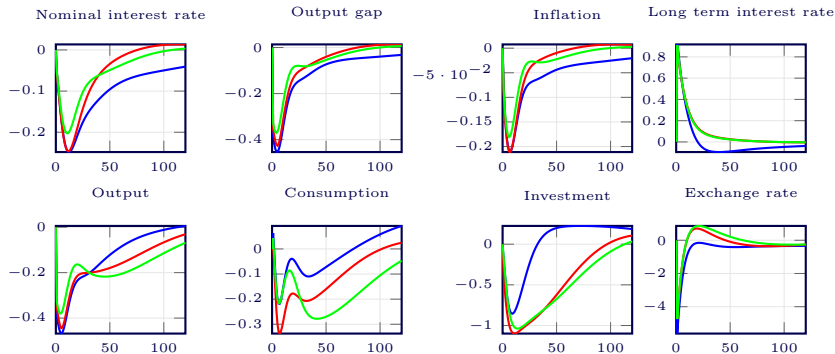 Nominal interest rate
Output gap
Inflation
Long term interest rate
0
−0.1
−0.2
0 50 100
0
−0.2
−0.4
0 50 100
0
−5 · 10−2
−0.1
−0.15
−0.1
−0.2
0 50 100
0.8
0.6
0.4
0.2
0
0 50 100
Output
Consumption
Investment
Exchange rate
0
−0.2
−0.4
0 50 100
0
−0.1
−0.2
−0.3
0 50 100
0
−0.5
−1
0 50 100
0
−2
−4
0 50 100